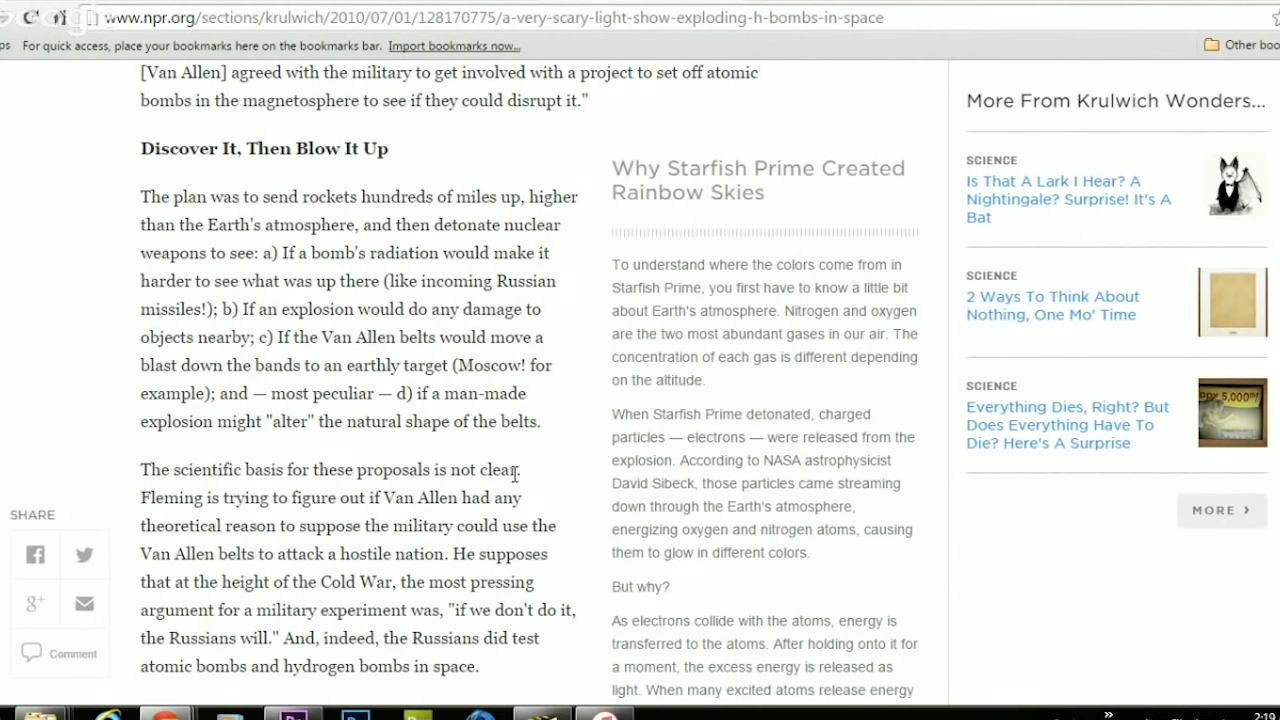 www.npr.org/sections/krulwich/2010/07/01/128170775/a-very-scary-light-show-exploding-h-bombs-in-space
For quick access, place your bookmarks here on the bookmarks bar. Import bookmarks now...
Other boo
[Van Allen] agreed with the military to get involved with a project to set off atomic
bombs in the magnetosphere to see if they could disrupt it."
Discover It, Then Blow It Up
The plan was to send rockets hundreds of miles up, higher
than the Earth's atmosphere, and then detonate nuclear
weapons to see: a) If a bomb's radiation would make it
harder to see what was up there (like incoming Russian
missiles!); b) If an explosion would do any damage to
objects nearby; c) If the Van Allen belts would move a
blast down the bands to an earthly target (Moscow! for
example); and — most peculiar — d) if a man-made
explosion might "alter" the natural shape of the belts.
The scientific basis for these proposals is not clear.
Fleming is trying to figure out if Van Allen had any
theoretical reason to suppose the military could use the
Van Allen belts to attack a hostile nation. He supposes
that at the height of the Cold War, the most pressing
argument for a military experiment was, "if we don't do it,
the Russians will." And, indeed, the Russians did test
atomic bombs and hydrogen bombs in space.
SHARE
Comment
Why Starfish Prime Created
Rainbow Skies
To understand where the colors come from in
Starfish Prime, you first have to know a little bit
about Earth's atmosphere. Nitrogen and oxygen
are the two most abundant gases in our air. The
concentration of each gas is different depending
on the altitude.
When Starfish Prime detonated, charged
particles — electrons — were released from the
explosion. According to NASA astrophysicist
David Sibeck, those particles came streaming
down through the Earth's atmosphere,
energizing oxygen and nitrogen atoms, causing
them to glow in different colors.
But why?
As electrons collide with the atoms, energy is
transferred to the atoms. After holding onto it for
a moment, the excess energy is released as
light. When many excited atoms release energy
More From Krulwich Wonders...
SCIENCE
Is That A Lark I Hear? A
Nightingale? Surprise! It's A
Bat
SCIENCE
2 Ways To Think About
Nothing, One Mo' Time
SCIENCE
Everything Dies, Right? But
Does Everything Have To
Die? Here's A Surprise
MORE
2:10